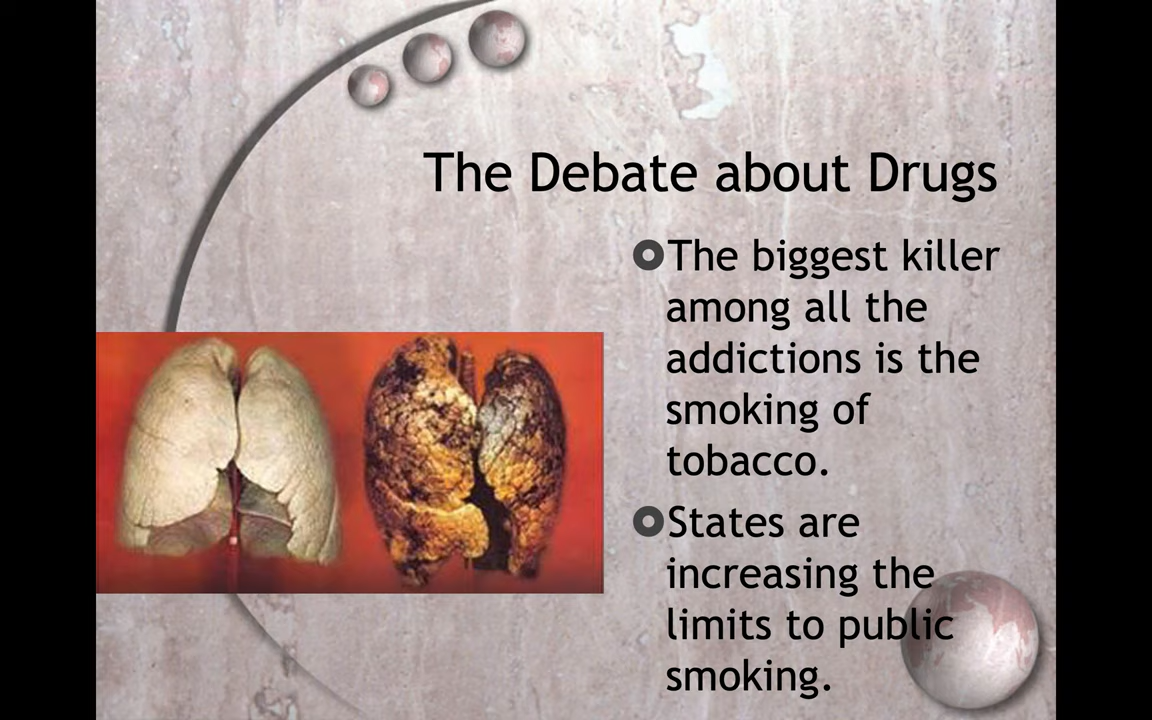 The Debate about Drugs
The biggest killer
among all the
addictions is the
smoking of
tobacco.
States are
increasing the
limits to public
smoking.